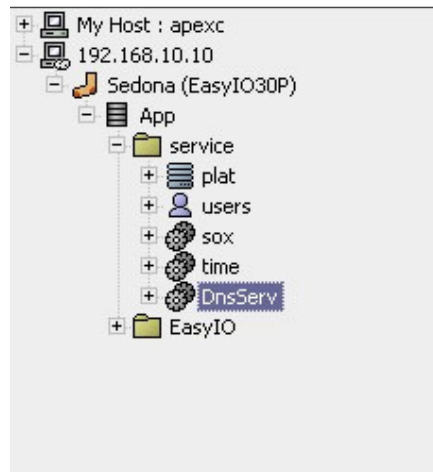 My Host : apexc
192.168.10.10
Sedona (EasyIO30P)
App
service
plat
users
sox
time
DnsServ
EasyIO